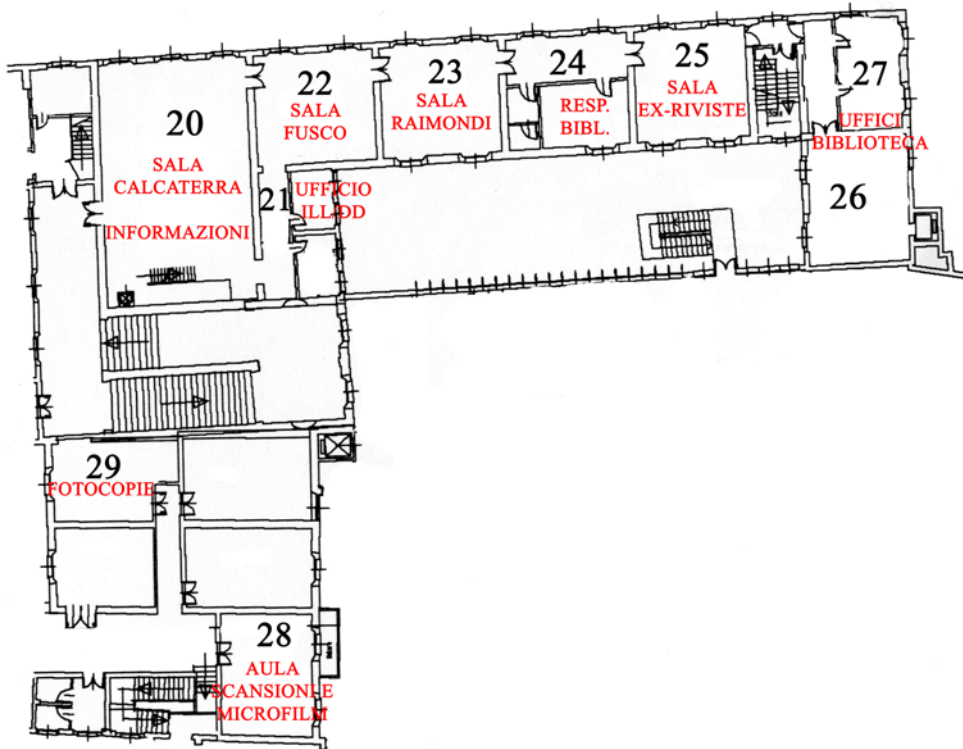 20
SALA
CALCATERRA
INFORMAZIONI
22
SALA
FUSCO
21
UFFICIO
ILL/DD
23
SALA
RAIMONDI
24
RESP.
BIBL.
25
SALA
EX-RIVISTE
27
UFFICI
BIBLIOTECA
26
29
FOTOCOPIE
28
AULA
SCANSIONI E
MICROFILM